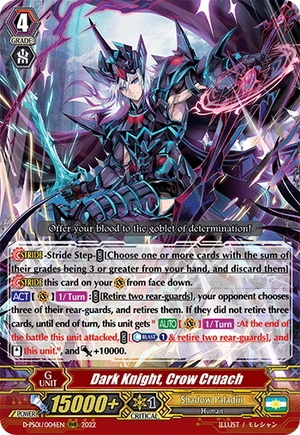 4
GRADE
Offer your blood to the goblet of determination!
STRIDE -Stride Step- [Choose one or more cards with the sum of
their grades being 3 or greater from your hand, and discard them]
STRIDE this card on your from face down.
ACT 1/Turn [Retire two rear-guards], your opponent chooses
three of their rear-guards, and retires them. If they did not retire three
cards, until end of turn, this unit gets " AUTO 1/Turn :At the end of
the battle this unit attacked, [C BLAST 1 & retire two rear-guards], and
this unit", and +10000.
G
UNIT
Dark Knight, Crow Cruach
POWER
15000+
1
CRITICAL
Shadow Paladin
Human
D-PS01/004EN RRR 2022
ILLUST / モレシャン